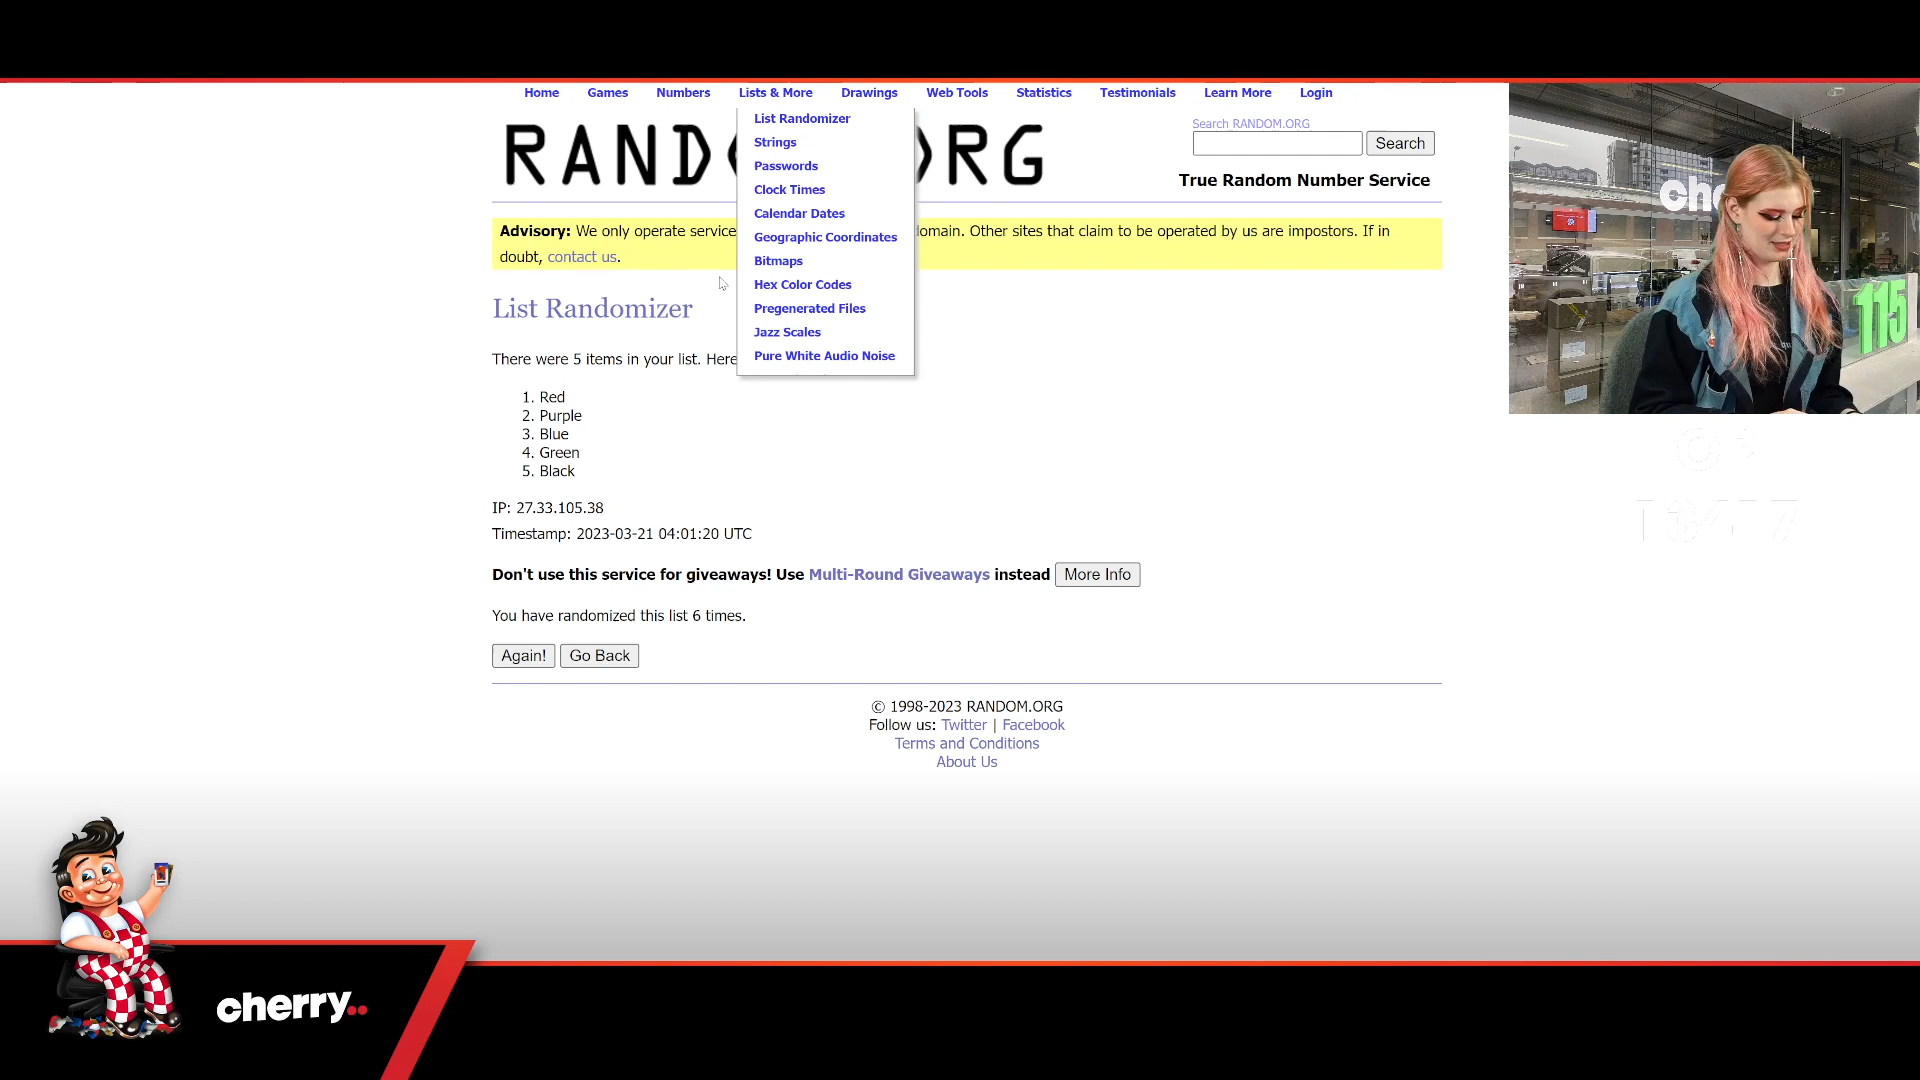 Home Games Numbers Lists & More Drawings Web Tools Statistics Testimonials Learn More Login
List Randomizer
Strings
Passwords
Clock Times
Calendar Dates
Geographic Coordinates
Bitmaps
Hex Color Codes
Pregenerated Files
Jazz Scales
Pure White Audio Noise
RAND RG
Search RANDOM.ORG
Search
True Random Number Service
Advisory: We only operate service omain. Other sites that claim to be operated by us are impostors. If in
doubt, contact us.
List Randomizer
There were 5 items in your list. Here
1. Red
2. Purple
3. Blue
4. Green
5. Black
IP: 27.33.105.38
Timestamp: 2023-03-21 04:01:20 UTC
Don't use this service for giveaways! Use Multi-Round Giveaways instead More Info
You have randomized this list 6 times.
Again! Go Back
© 1998-2023 RANDOM.ORG
Follow us: Twitter | Facebook
Terms and Conditions
About Us
ch
115
cherry..